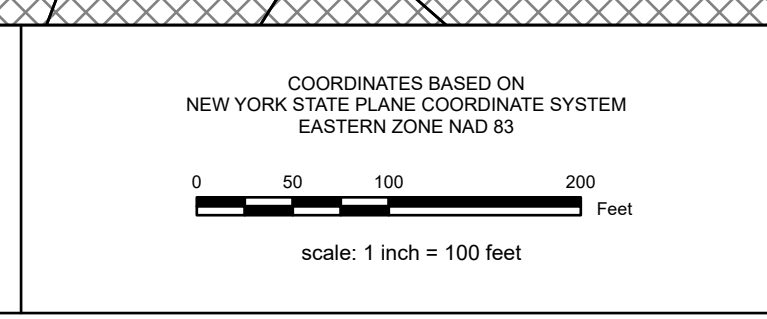 COORDINATES BASED ON
NEW YORK STATE PLANE COORDINATE SYSTEM
EASTERN ZONE NAD 83
0 50 100 200
Feet
scale: 1 inch = 100 feet